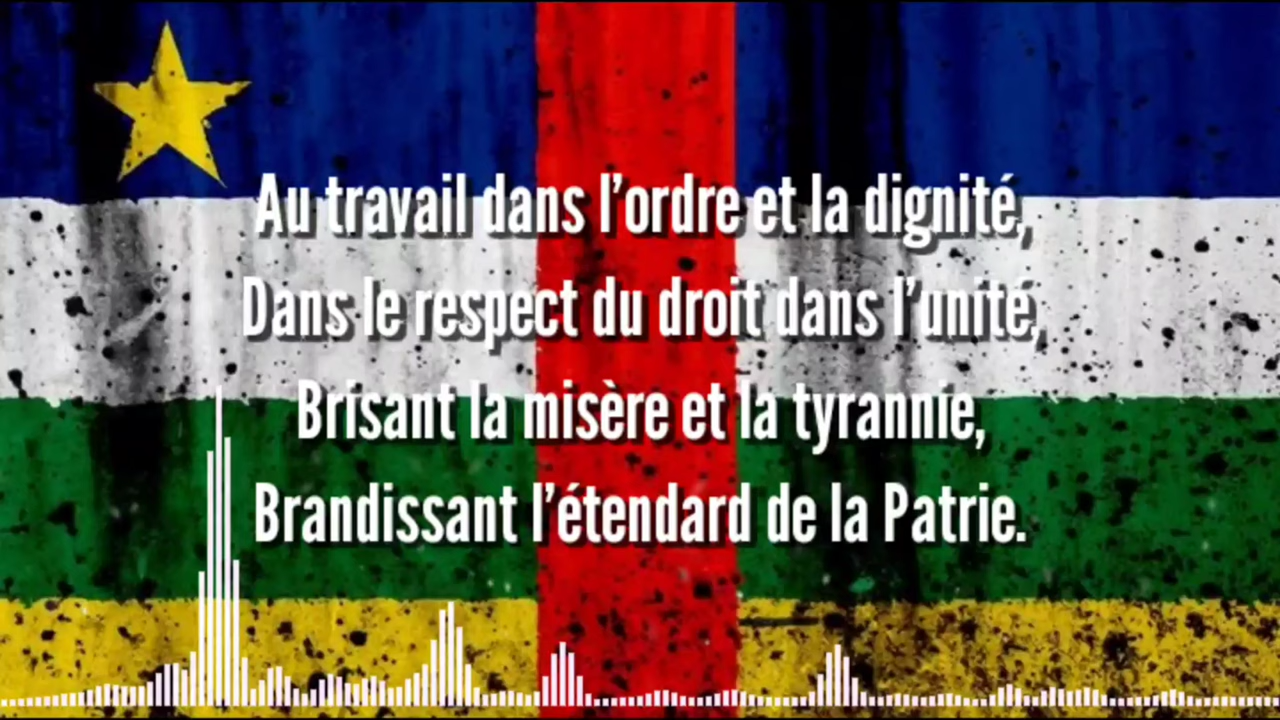 Au travail dans l’ordre et la dignité,
Dans le respect du droit dans l’unité,
Brisant la misère et la tyrannie,
Brandissant l’étendard de la Patrie.